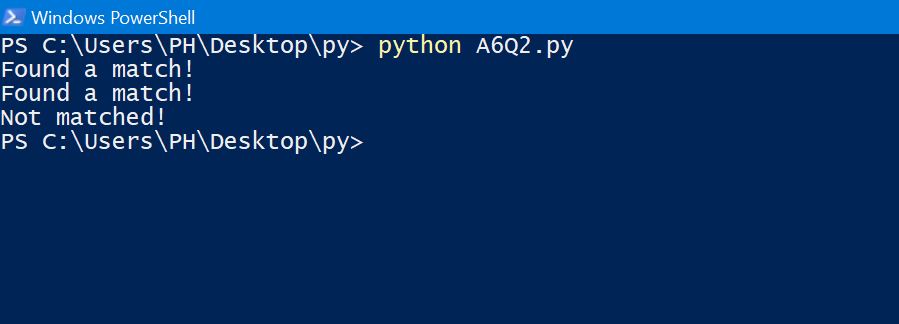 Windows PowerShell
PS C:\Users\PH\Desktop\py> python A6Q2.py
Found a match!
Found a match!
Not matched!
PS C:\Users\PH\Desktop\py>